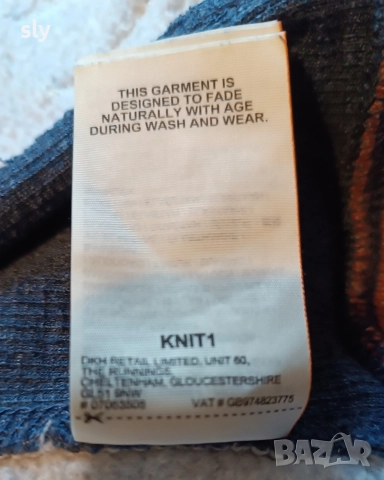 sly
THIS GARMENT IS
DESIGNED TO FADE
NATURALLY WITH AGE
DURING WASH AND WEAR.
KNIT1
DKH RETAIL LIMITED, UNIT 60,
THE RUNNINGS,
CHELTENHAM, GLOUCESTERSHIRE
GL51 9NW
# 07063508 VAT # GB974823775
BAZAR